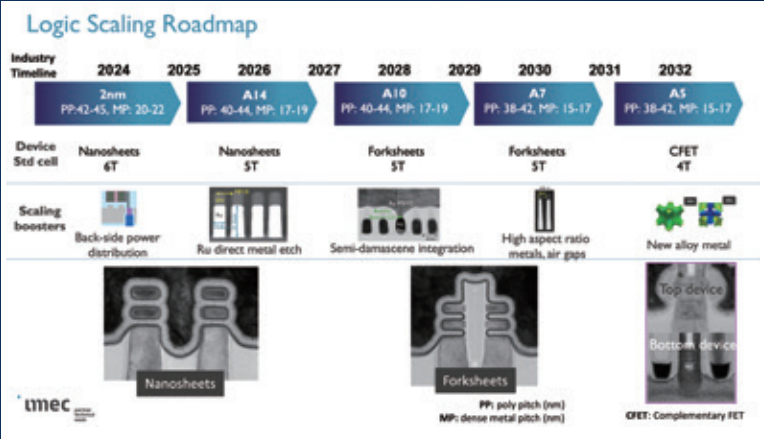 Logic Scaling Roadmap
Industry Timeline 2024 2025 2026 2027 2028 2029 2030 2031 2032
2nm
PP:42-45, MP: 20-22
A14
PP: 40-44, MP: 17-19
A10
PP: 40-44, MP: 17-19
A7
PP: 38-42, MP: 15-17
A5
PP: 38-42, MP: 15-17
Device
Std cell
Nanosheets
6T
Nanosheets
5T
Forksheets
5T
Forksheets
5T
CFET
4T
Scaling
boosters
Back-side power
distribution
Ru direct metal etch
Semi-damascene integration
High aspect ratio
metals, air gaps
New alloy metal
Nanosheets
Forksheets
Top device
Bottom device
imec
PP: poly pitch (nm)
MP: dense metal pitch (nm)
CFET: Complementary FET